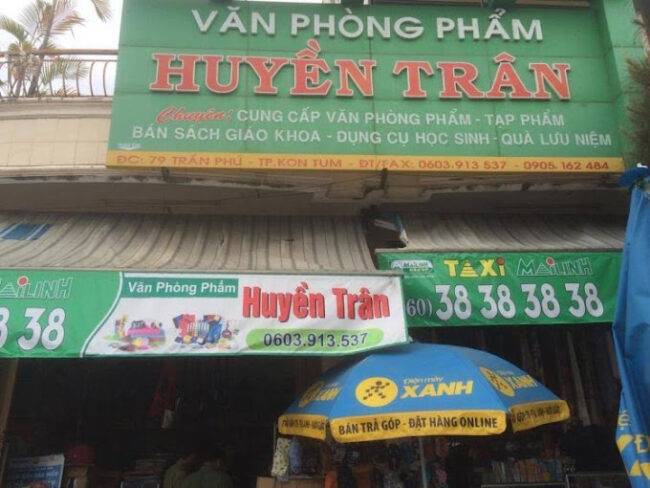 VĂN PHÒNG PHẨM
HUYỀN TRÂN
Chuyên: CUNG CẤP VĂN PHÒNG PHẨM - TẠP PHẨM
BÁN SÁCH GIÁO KHOA - DỤNG CỤ HỌC SINH - QUÀ LƯU NIỆM
ĐC: 79 TRẦN PHÚ - TP.KON TUM - ĐT/FAX: 0603.913 537 - 0905 162 484
MAILINH
38
Văn Phòng Phẩm
Huyền Trân
0603.913.537
TAXI MAILINH
60) 38 38 38 38
Điện máy
XANH
BÁN TRẢ GÓP - ĐẶT HÀNG ONLINE
XANH